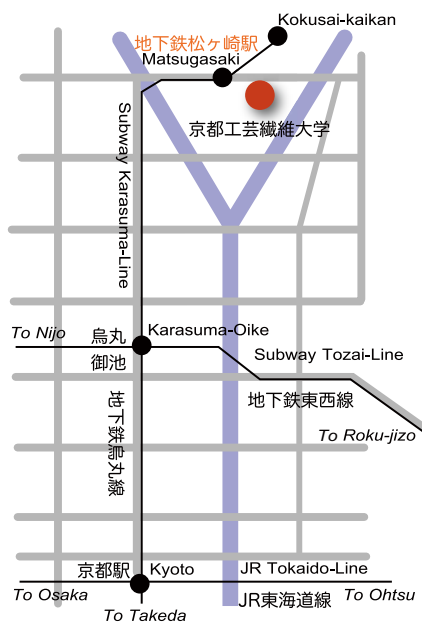 Kokusai-kaikan
地下鉄松ヶ崎駅
Matsugasaki
京都工芸繊維大学
Subway Karasuma-Line
To Nijo
烏丸
御池
Karasuma-Oike
Subway Tozai-Line
地下鉄東西線
To Roku-jizo
地下鉄烏丸線
京都駅
Kyoto
JR Tokaido-Line
To Osaka
To Takeda
JR東海道線
To Ohtsu